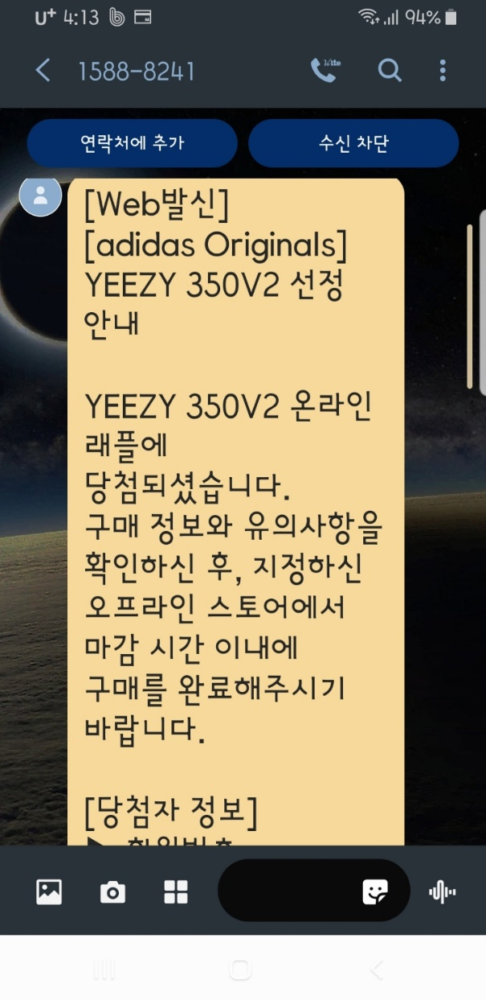 U+ 4:13 94%
1588-8241
연락처에 추가 수신 차단
[Web발신]
[adidas Originals]
YEEZY 350V2 선정
안내
YEEZY 350V2 온라인
래플에
당첨되셨습니다.
구매 정보와 유의사항을
확인하신 후, 지정하신
오프라인 스토어에서
마감 시간 이내에
구매를 완료해주시기
바랍니다.
[당첨자 정보]